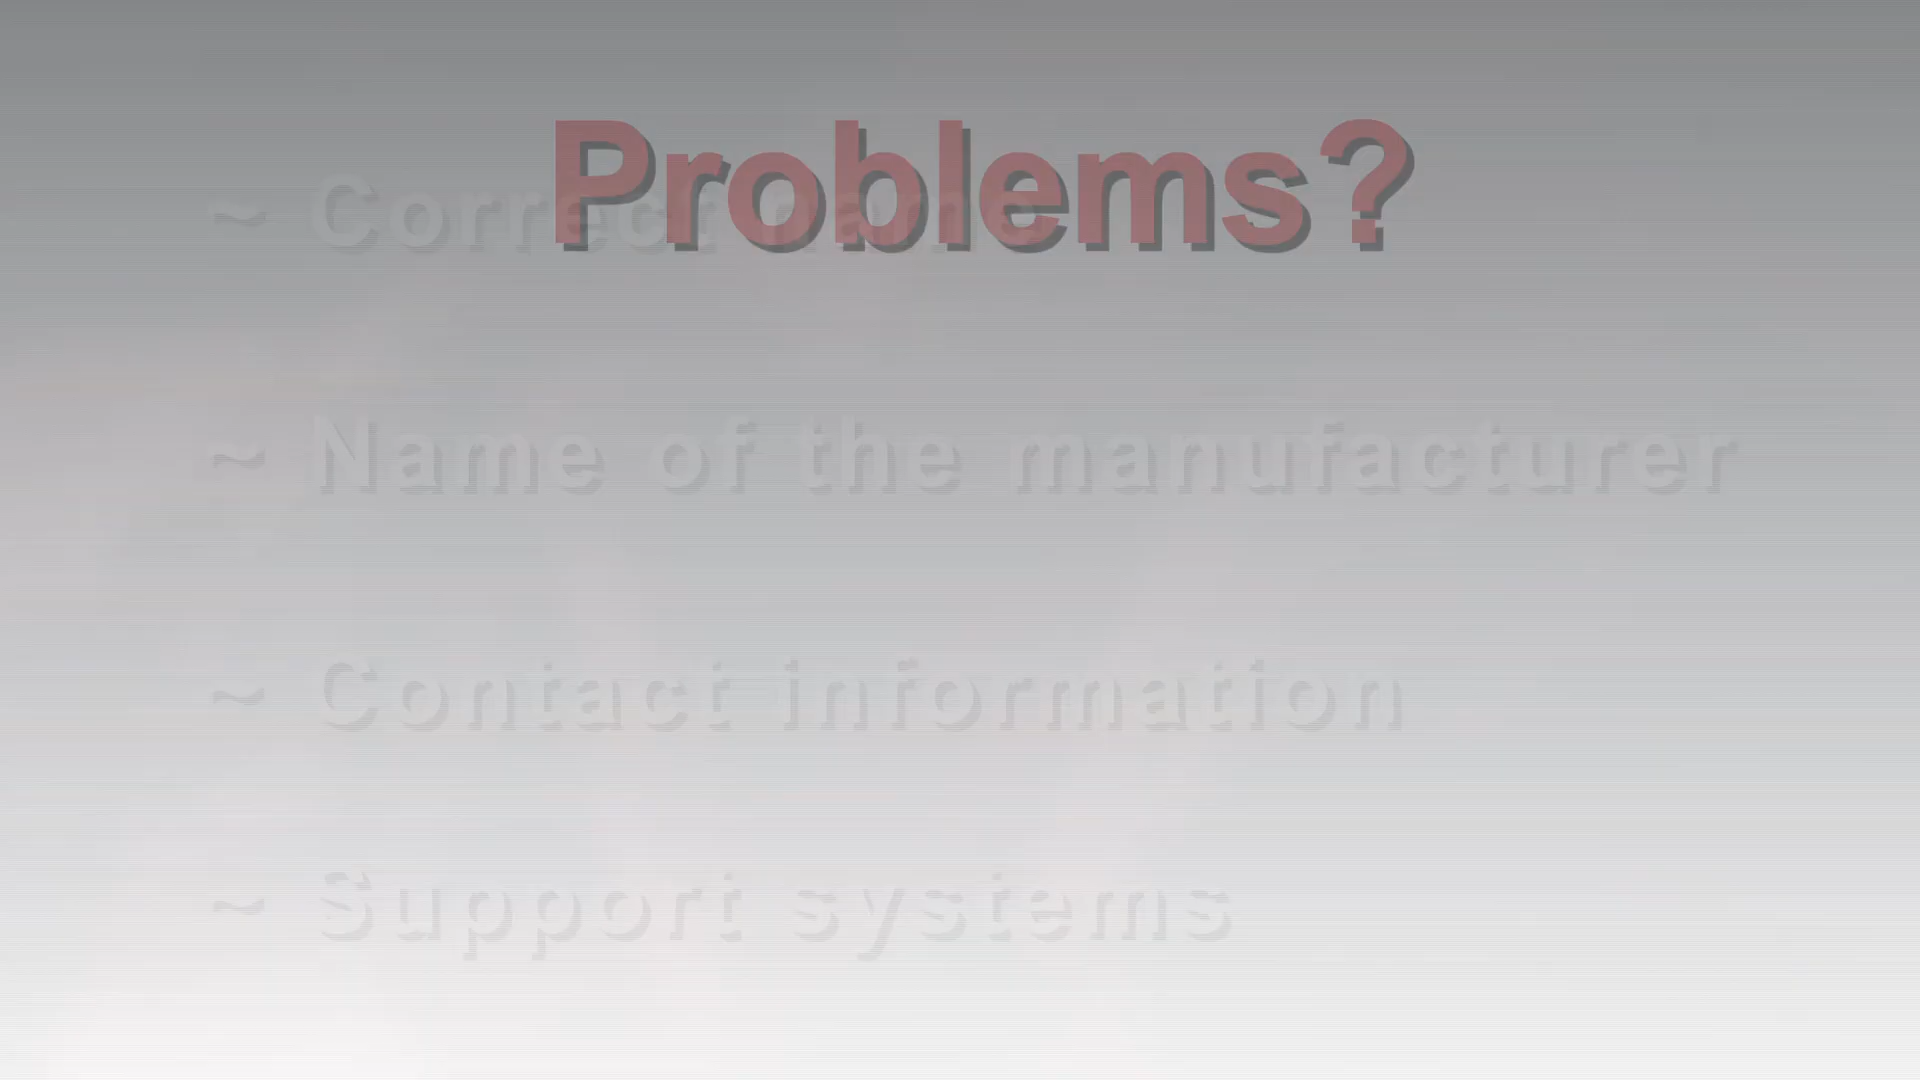 Problems?
~ Correct name
~ Name of the manufacturer
~ Contact information
~ Support systems